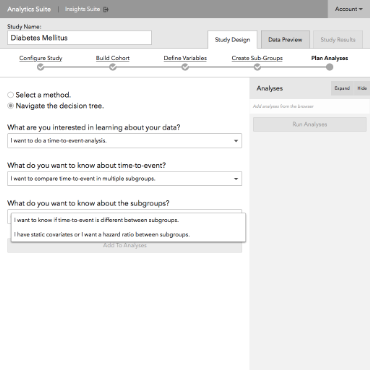 Analytics Suite | Insights Suite Account
Study Name:
Diabetes Mellitus
Study Design Data Preview Study Results
Configure Study Build Cohort Define Variables Create Sub-Groups Plan Analyses
Select a method.
Navigate the decision tree.
What are you interested in learning about your data?
I want to do a time-to-event analysis.
What do you want to know about time-to-event?
I want to compare time-to-event in multiple subgroups.
What do you want to know about the subgroups?
I want to know if time-to-event is different between subgroups.
I have static covariates or I want a hazard ratio between subgroups.
Add To Analyses
Analyses Expand Hide
Add analyses from the browser
Run Analyses